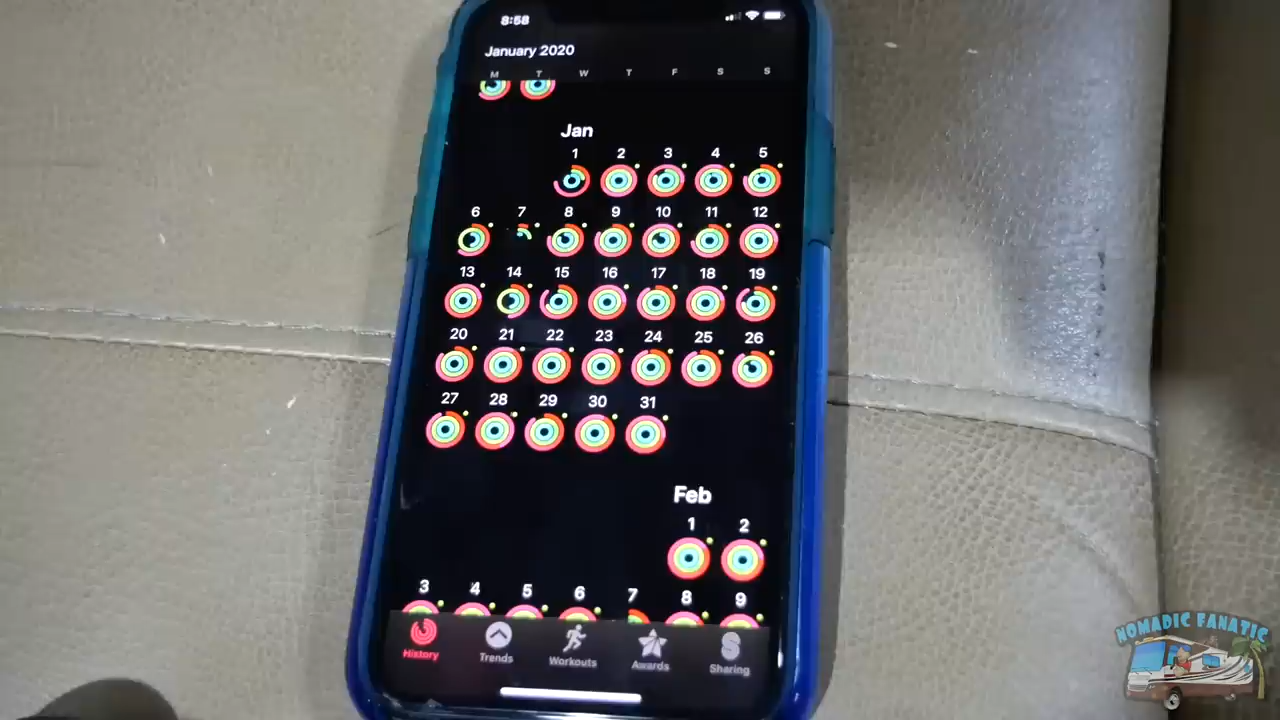 8:58
January 2020
M T W T F S S
Jan
1 2 3 4 5
6 7 8 9 10 11 12
13 14 15 16 17 18 19
20 21 22 23 24 25 26
27 28 29 30 31
Feb
1 2
3 4 5 6 7 8 9
History Trends Workouts Awards Sharing
NOMADIC FANATIC